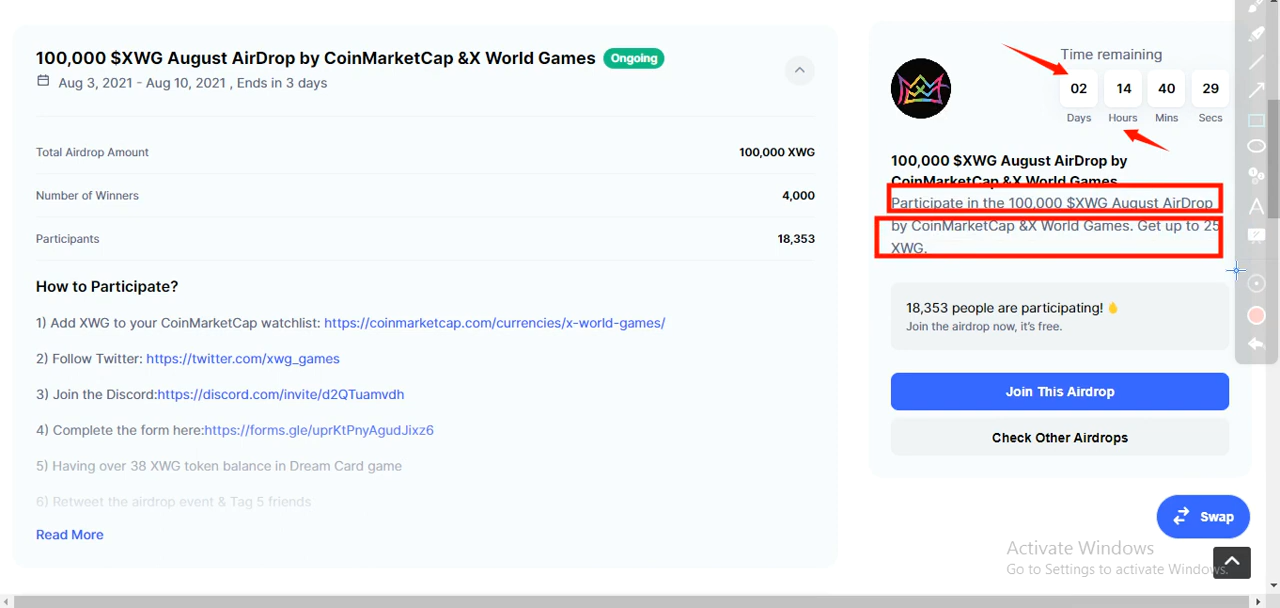 100,000 $XWG August AirDrop by CoinMarketCap &X World Games Ongoing
Aug 3, 2021 - Aug 10, 2021 , Ends in 3 days
Total Airdrop Amount 100,000 XWG
Number of Winners 4,000
Participants 18,353
How to Participate?
1) Add XWG to your CoinMarketCap watchlist: https://coinmarketcap.com/currencies/x-world-games/
2) Follow Twitter: https://twitter.com/xwg_games
3) Join the Discord:https://discord.com/invite/d2QTuamvdh
4) Complete the form here:https://forms.gle/uprKtPnyAgudJixz6
5) Having over 38 XWG token balance in Dream Card game
6) Retweet the airdrop event & Tag 5 friends
Read More
Time remaining
02 14 40 29
Days Hours Mins Secs
100,000 $XWG August AirDrop by
CoinMarketCap &X World Games
Participate in the 100,000 $XWG August AirDrop
by CoinMarketCap &X World Games. Get up to 25
XWG.
18,353 people are participating!
Join the airdrop now, it's free.
Join This Airdrop
Check Other Airdrops
Swap
Activate Windows
Go to Settings to activate Windows.
A